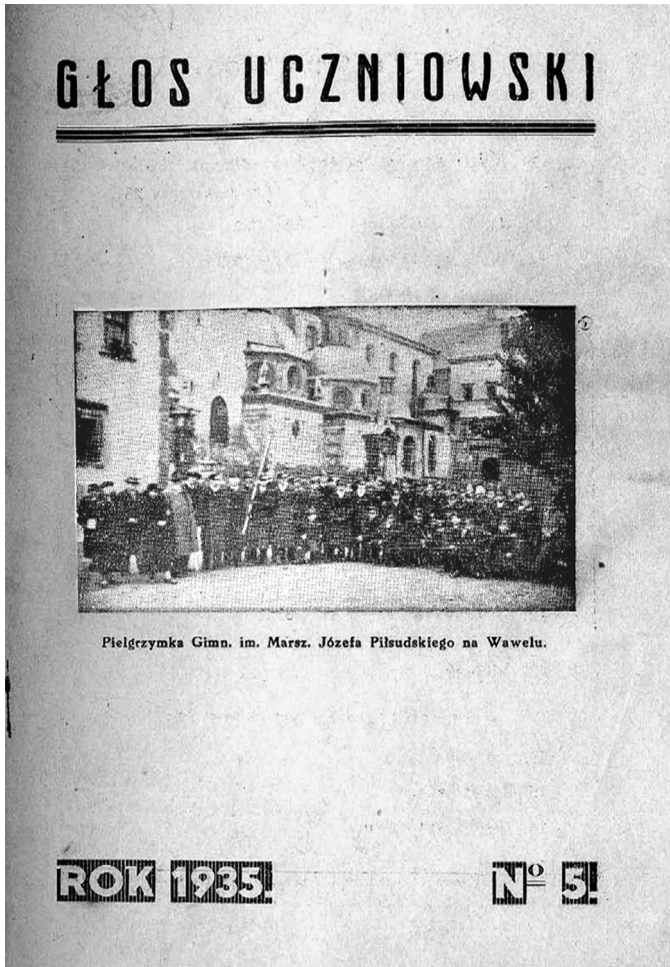 GŁOS UCZNIOWSKI
Pielgrzymka Gimn. im. Marsz. Józefa Piłsudskiego na Wawelu.
ROK 1935. Nº 5.